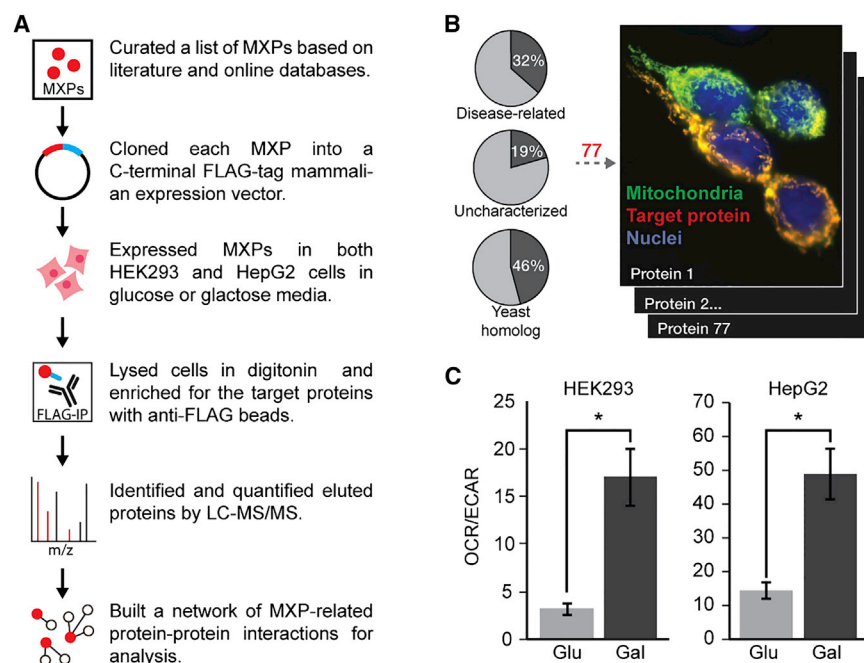 A
MXPs
Curated a list of MXPs based on
literature and online databases.
Cloned each MXP into a
C-terminal FLAG-tag mammali-
an expression vector.
Expressed MXPs in both
HEK293 and HepG2 cells in
glucose or glactose media.
FLAG-IP
Lysed cells in digitonin and
enriched for the target proteins
with anti-FLAG beads.
m/z
Identified and quantified eluted
proteins by LC-MS/MS.
Built a network of MXP-related
protein-protein interactions for
analysis.
B
32%
Disease-related
19%
Uncharacterized
46%
Yeast
homolog
77
Mitochondria
Target protein
Nuclei
Protein 1
Protein 2...
Protein 77
C
HEK293
OCR/ECAR
25
20
15
10
5
0
*
Glu Gal
HepG2
70
60
50
40
30
20
10
0
*
Glu Gal